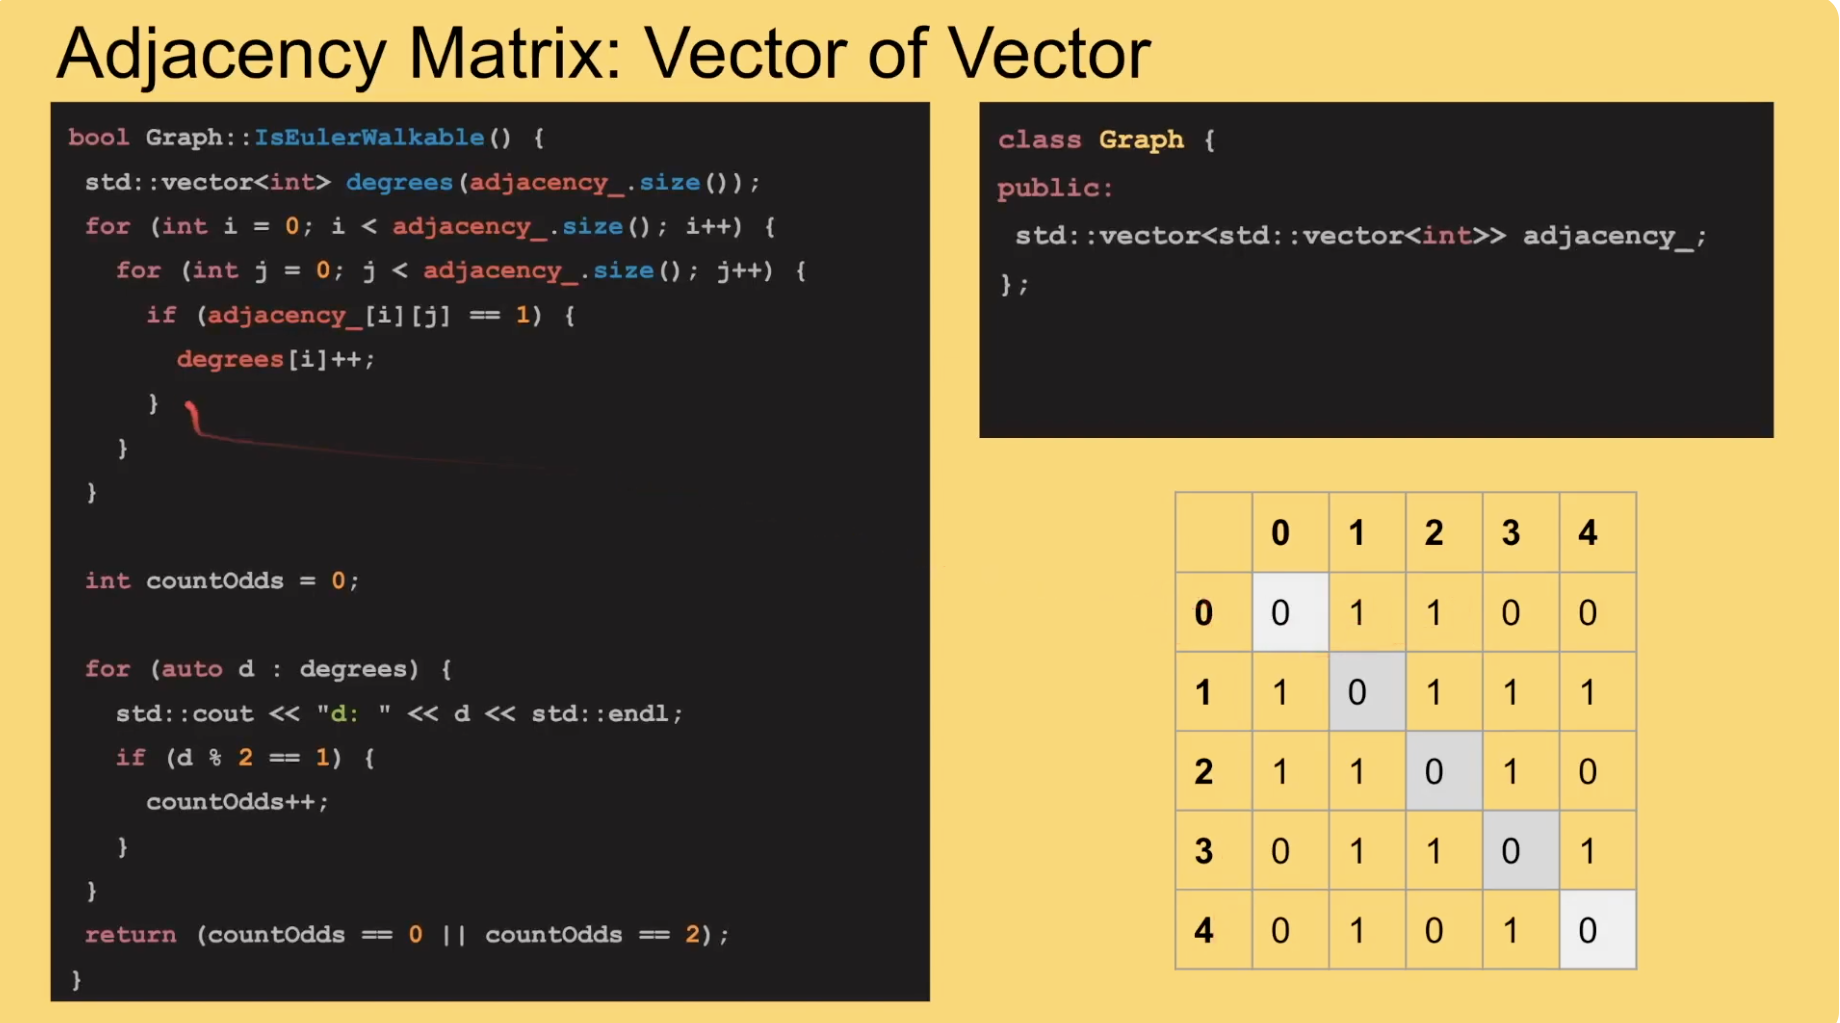 Adjacency Matrix: Vector of Vector
bool Graph::IsEulerWalkable() {
std::vector<int> degrees(adjacency_.size());
for (int i = 0; i < adjacency_.size(); i++) {
for (int j = 0; j < adjacency_.size(); j++) {
if (adjacency_[i][j] == 1) {
degrees[i]++;
}
}
}
int countOdds = 0;
for (auto d : degrees) {
std::cout << "d: " << d << std::endl;
if (d % 2 == 1) {
countOdds++;
}
}
return (countOdds == 0 || countOdds == 2);
}
class Graph {
public:
std::vector<std::vector<int>> adjacency_;
};
0 1 2 3 4
0 0 1 1 0 0
1 1 0 1 1 1
2 1 1 0 1 0
3 0 1 1 0 1
4 0 1 0 1 0